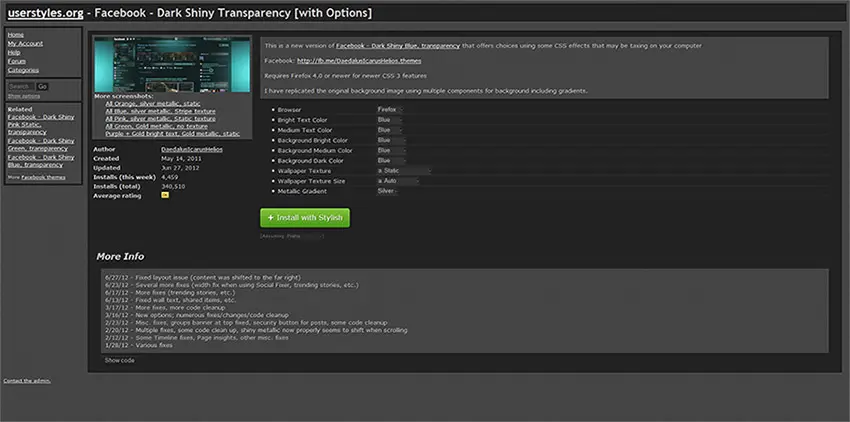 userstyles.org - Facebook - Dark Shiny Transparency [with Options]
Home
My Account
Help
Forum
Categories
Search
Go
Show options
Related
Facebook - Dark Shiny
Pink Static,
transparency
Facebook - Dark Shiny
Green, transparency
Facebook - Dark Shiny
Blue, transparency
More Facebook themes
More screenshots:
All Orange, silver metallic, static
All Blue, silver metallic, Stripe texture
All Pink, silver metallic, Static texture
All Green, Gold metallic, no texture
Purple + Gold bright text, Gold metallic, static
Author DaedalusIcarusHelios
Created May 14, 2011
Updated Jun 27, 2012
Installs (this week) 4,459
Installs (total) 340,510
Average rating
This is a new version of Facebook - Dark Shiny Blue, transparency that offers choices using some CSS effects that may be taxing on your computer
Facebook: http://fb.me/DaedalusIcarusHelios.themes
Requires Firefox 4.0 or newer for newer CSS 3 features
I have replicated the original background image using multiple components for background including gradients.
Browser Firefox
Bright Text Color Blue
Medium Text Color Blue
Background Bright Color Blue
Background Medium Color Blue
Background Dark Color Blue
Wallpaper Texture Static
Wallpaper Texture Size Auto
Metallic Gradient Silver
+ Install with Stylish
More Info
6/27/12 - Fixed layout issue (content was shifted to the far right)
6/23/12 - Several more fixes (width fix when using Social Fixer, trending stories, etc.)
6/17/12 - More fixes (trending stories, etc.)
6/13/12 - Fixed wall text, shared items, etc.
3/17/12 - More fixes, more code cleanup
3/16/12 - New options; numerous fixes/changes/code cleanup
2/23/12 - Misc. fixes, groups banner at top fixed, security button for posts, some code cleanup
2/20/12 - Multiple fixes, some code clean up, shiny metallic now properly seems to shift when scrolling
2/12/12 - Some Timeline fixes, Page insights, other misc. fixes
1/28/12 - Various fixes
Show code
Contact the admin.